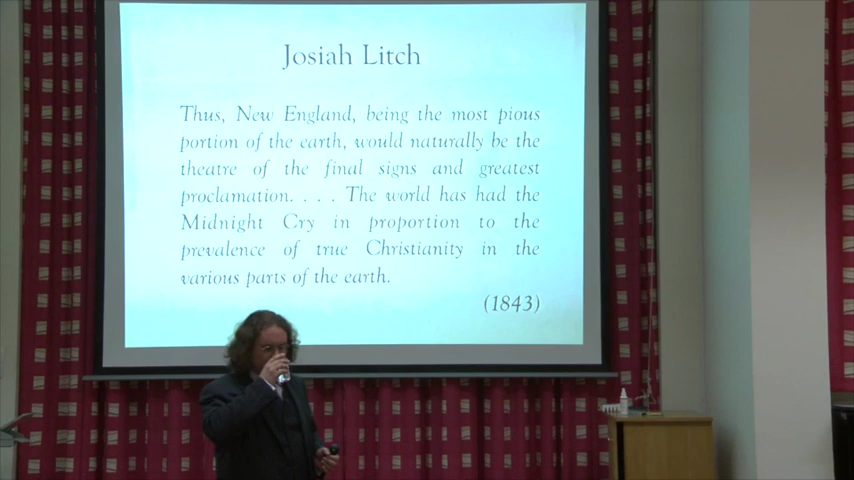 Josiah Litch
Thus, New England, being the most pious
portion of the earth, would naturally be the
theatre of the final signs and greatest
proclamation. . . . The world has had the
Midnight Cry in proportion to the
prevalence of true Christianity in the
various parts of the earth.
(1843)